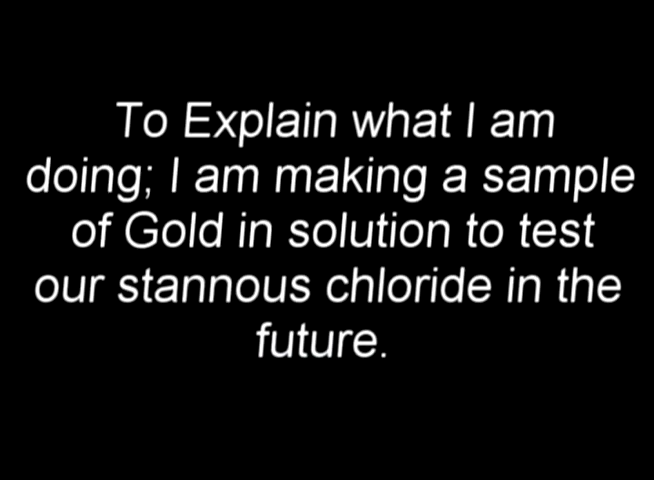 To Explain what I am
doing; I am making a sample
of Gold in solution to test
our stannous chloride in the
future.